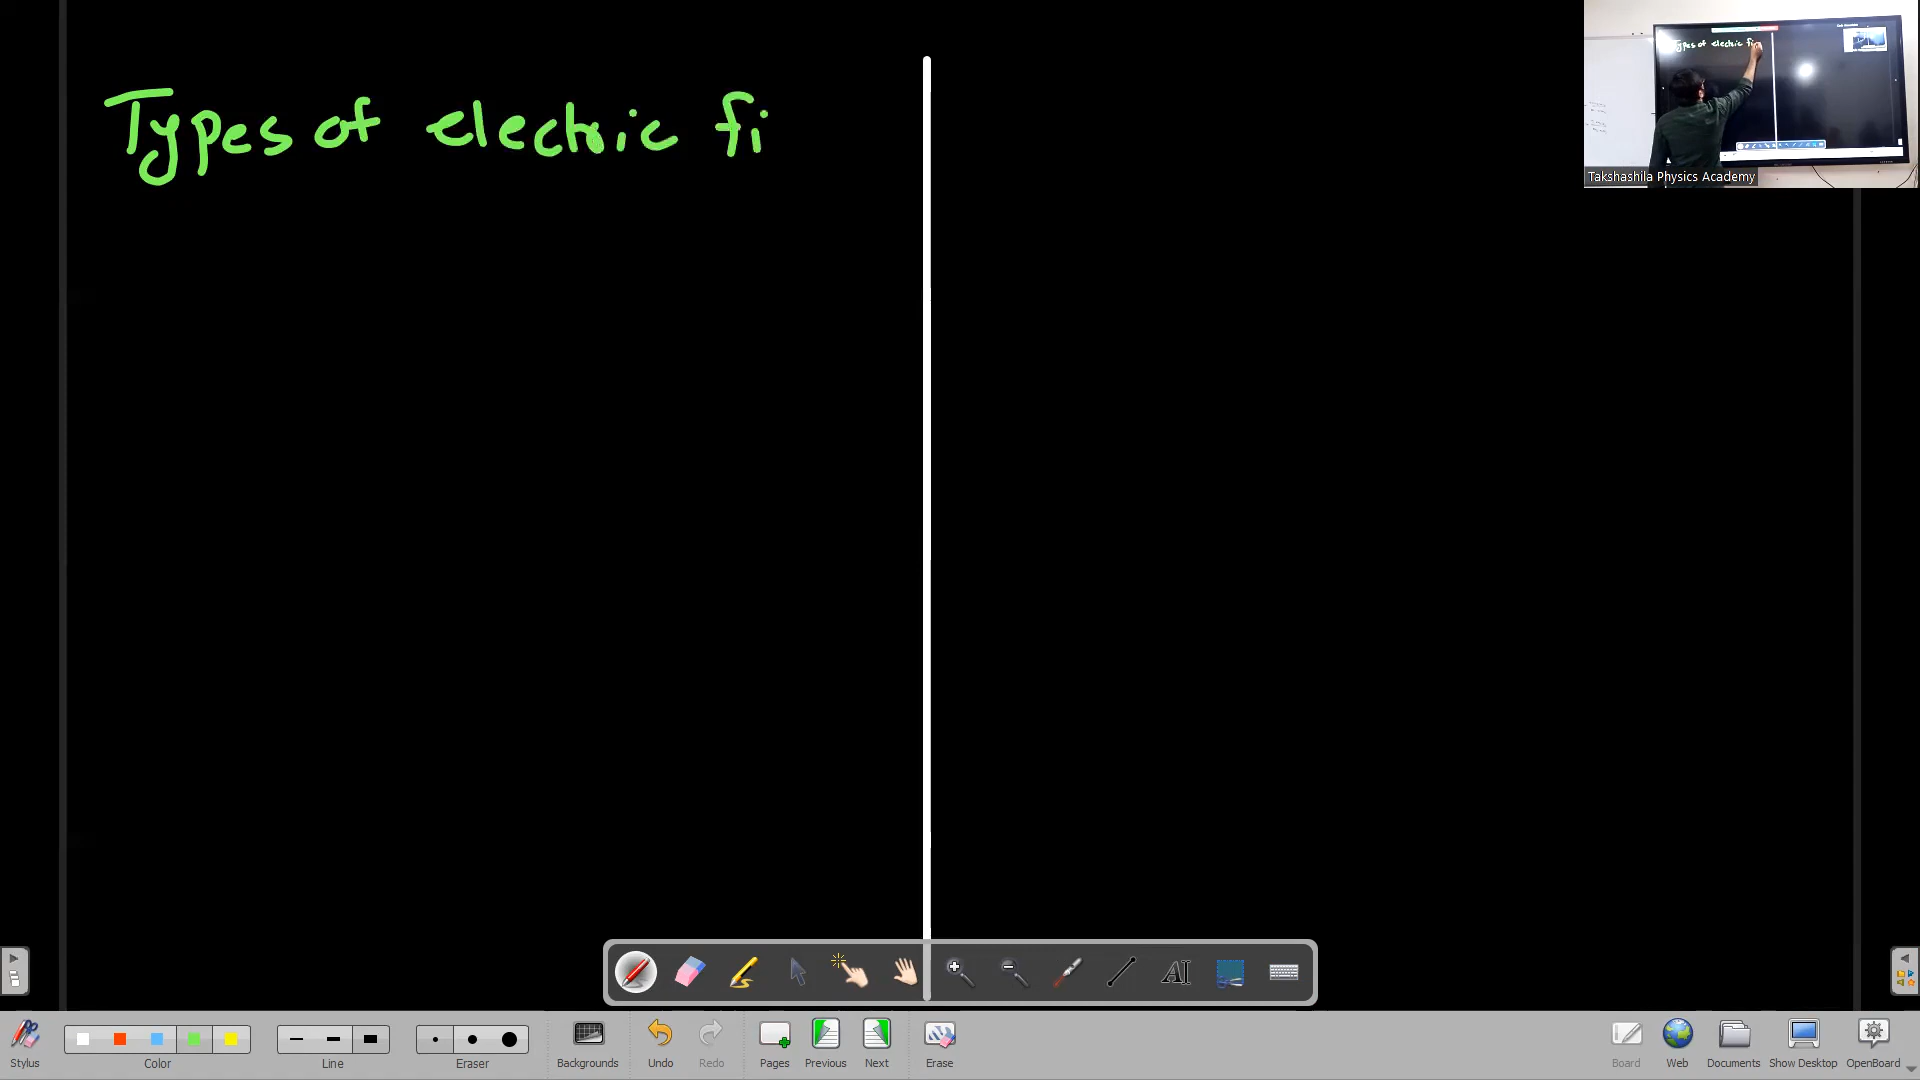 Types of electric fi
Takshashila Physics Academy
Stylus
Color
Line
Eraser
Backgrounds
Undo
Redo
Pages
Previous
Next
Erase
Board
Web
Documents
Show Desktop
OpenBoard